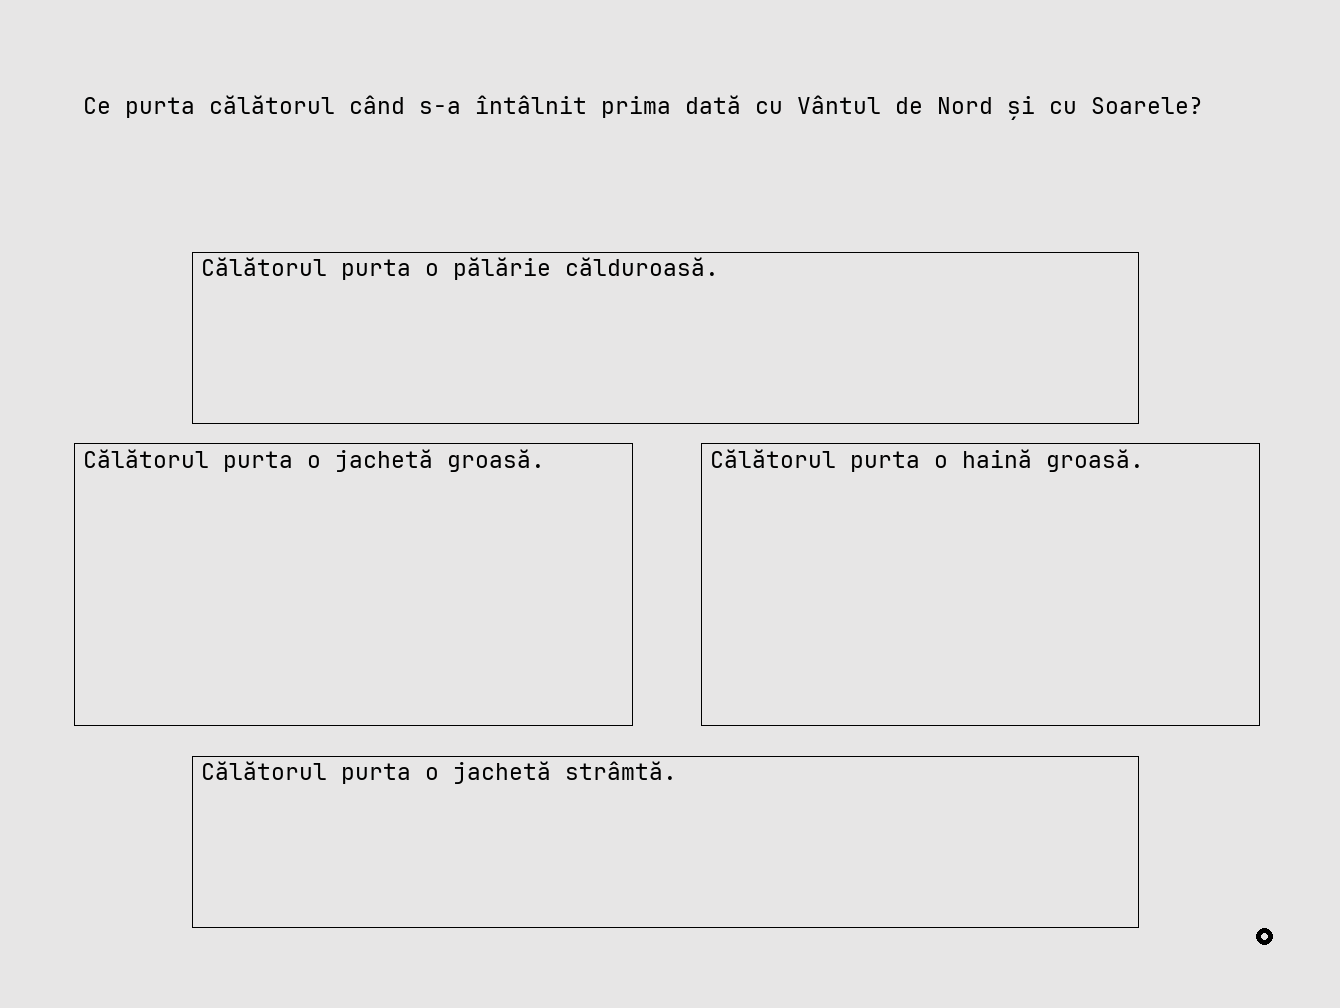 Ce purta călătorul când s-a întâlnit prima dată cu Vântul de Nord și cu Soarele?
Călătorul purta o pălărie călduroasă.
Călătorul purta o jachetă groasă.
Călătorul purta o haină groasă.
Călătorul purta o jachetă strâmtă.